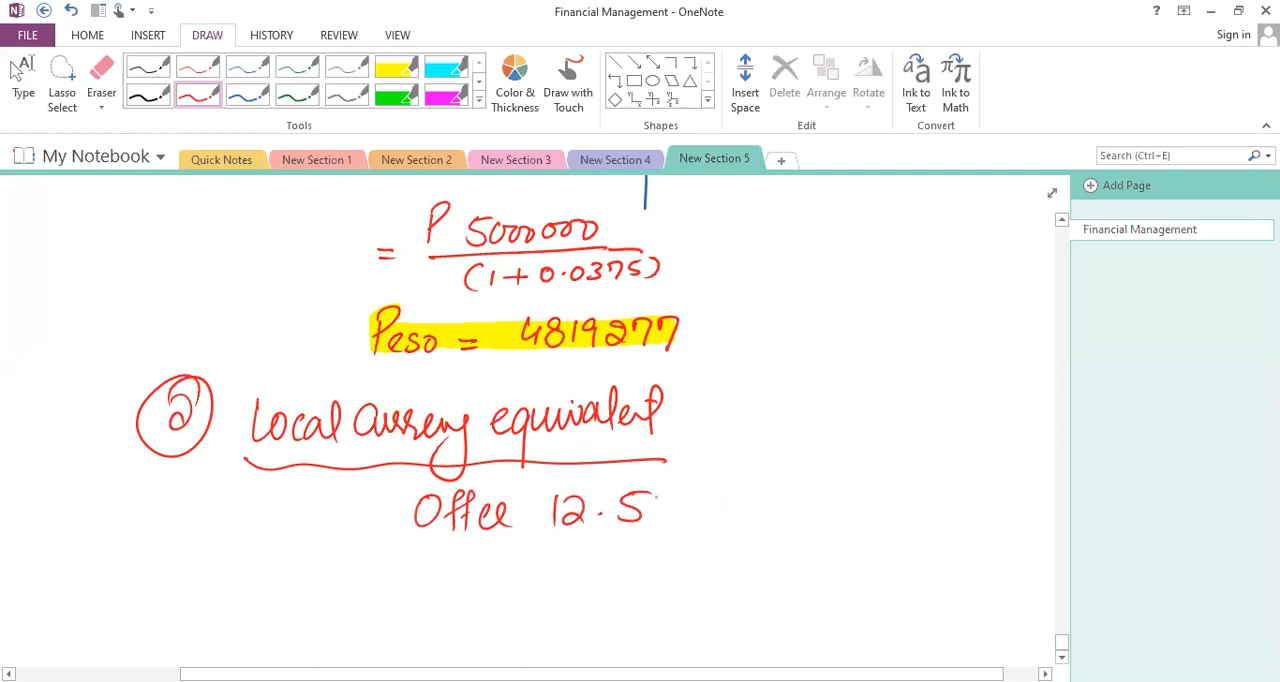 Financial Management - OneNote
Sign in
FILE HOME INSERT DRAW HISTORY REVIEW VIEW
Type
Lasso Select
Eraser
Color & Thickness
Draw with Touch
Insert Space
Delete
Arrange
Rotate
Ink to Text
Ink to Math
Tools
Shapes
Edit
Convert
My Notebook
Quick Notes
New Section 1
New Section 2
New Section 3
New Section 4
New Section 5
Search (Ctrl+E)
Add Page
Financial Management
P 5000000
=
(1 + 0.0375)
Peso = 4819277
② Local Currency equivalent
12.5